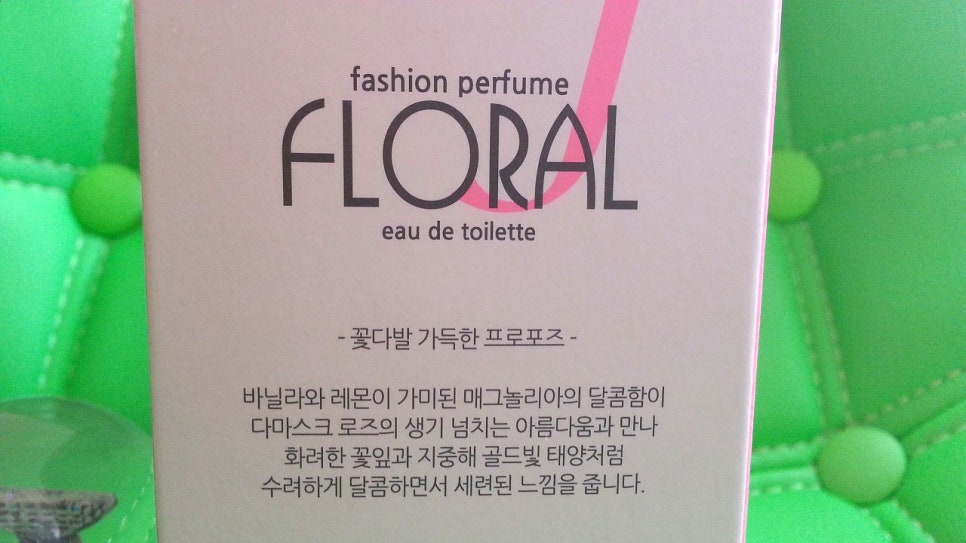 fashion perfume
FLORAL
eau de toilette
- 꽃다발 가득한 프로포즈 -
바닐라와 레몬이 가미된 매그놀리아의 달콤함이
다마스크 로즈의 생기 넘치는 아름다움과 만나
화려한 꽃잎과 지중해 골드빛 태양처럼
수려하게 달콤하면서 세련된 느낌을 줍니다.